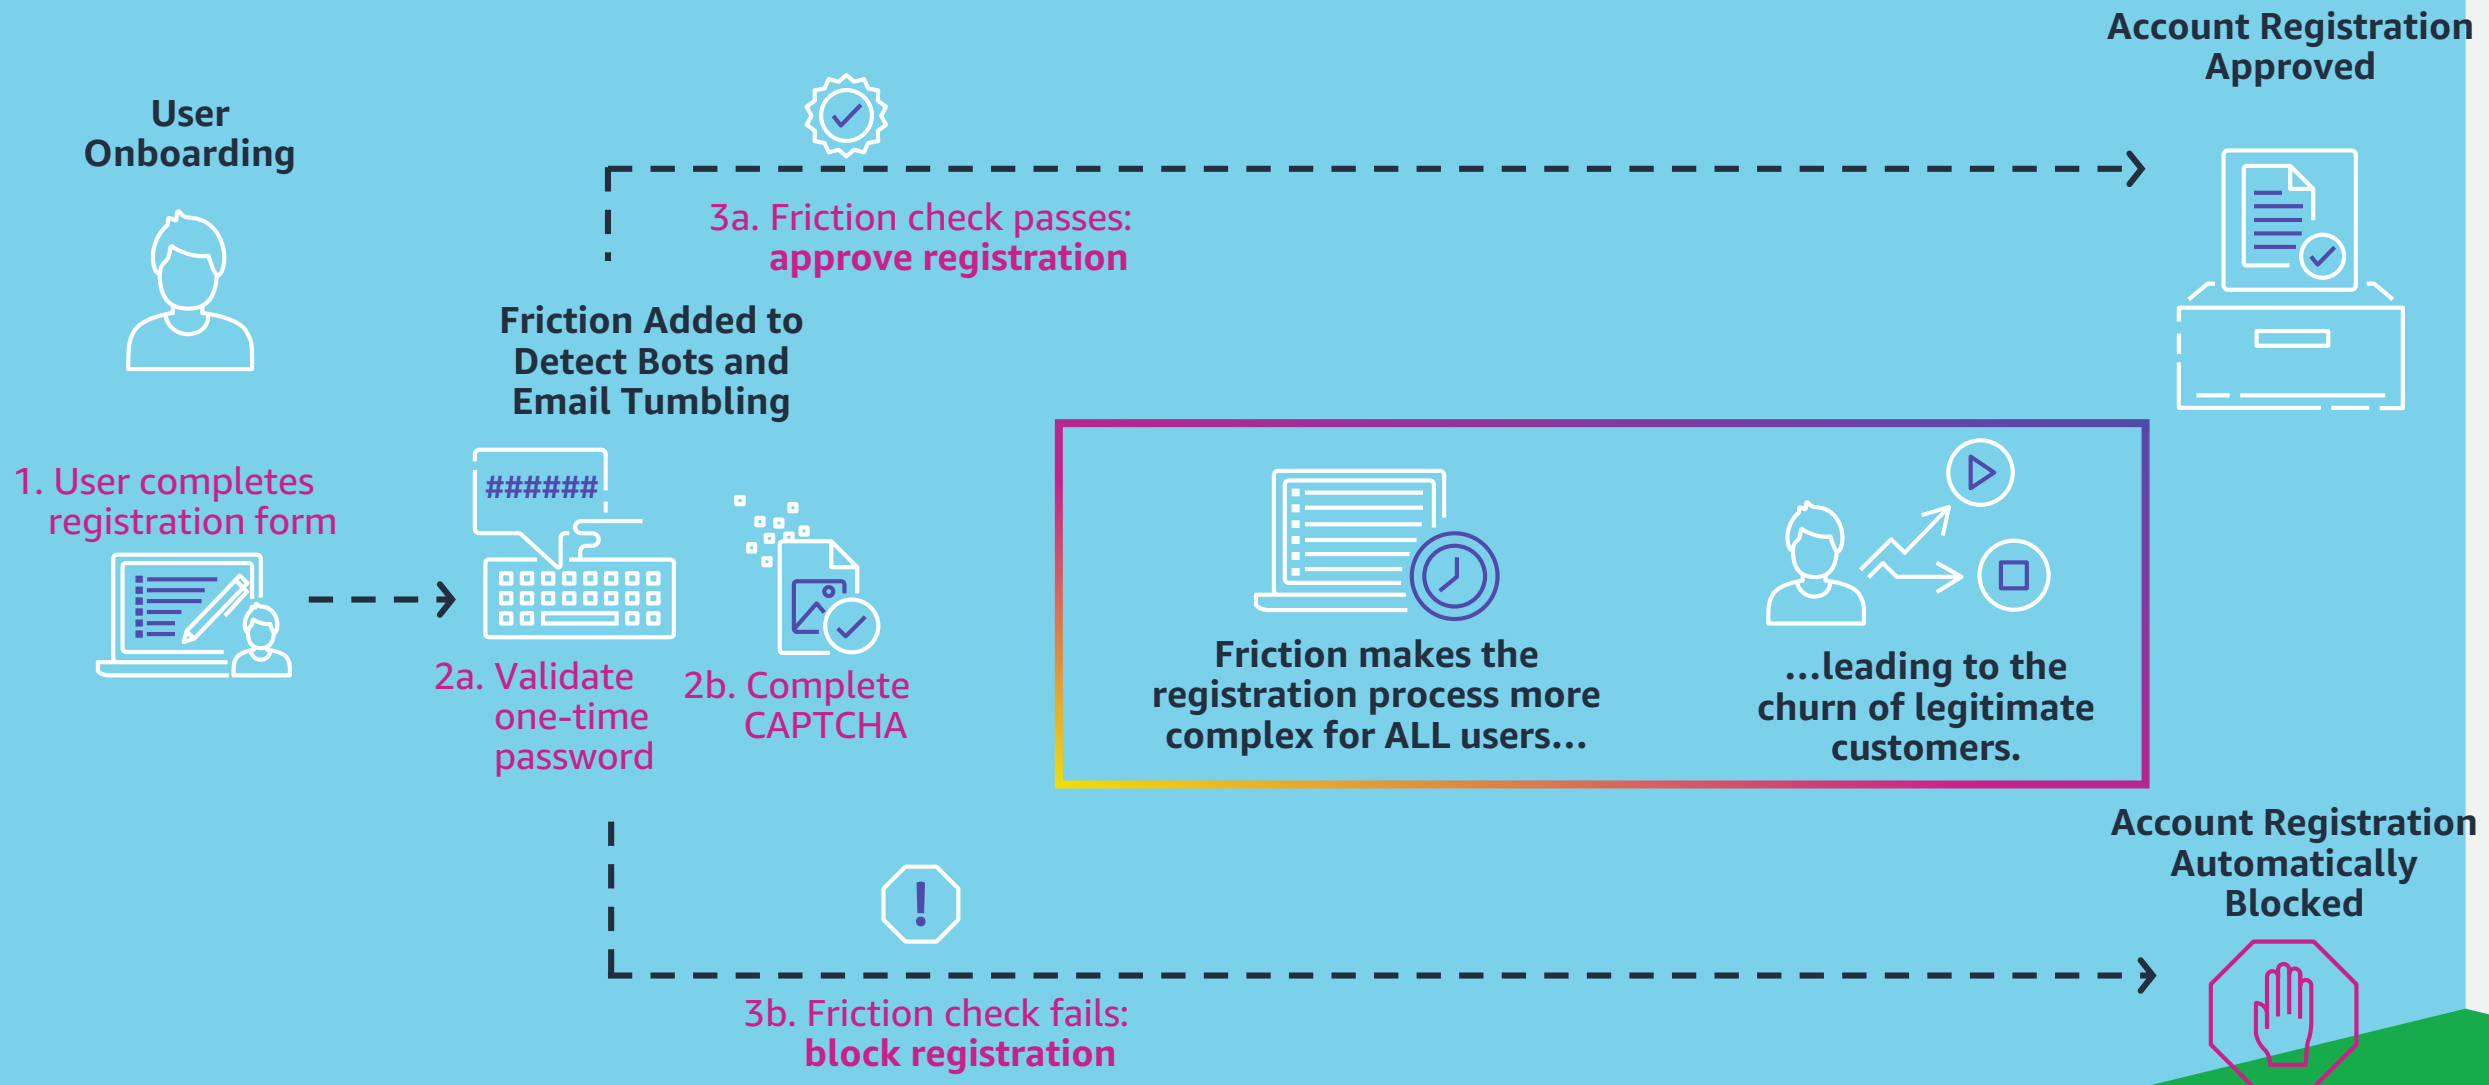 User
Onboarding
1. User completes
registration form
Friction Added to
Detect Bots and
Email Tumbling
######
2a. Validate
one-time
password
2b. Complete
CAPTCHA
3a. Friction check passes:
approve registration
Account Registration
Approved
Friction makes the
registration process more
complex for ALL users...
...leading to the
churn of legitimate
customers.
!
3b. Friction check fails:
block registration
Account Registration
Automatically
Blocked